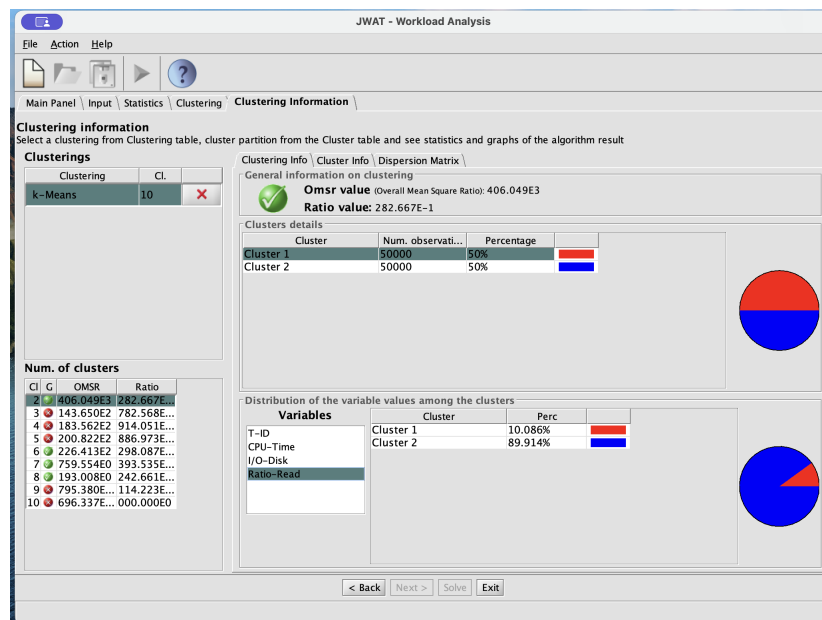 JWAT - Workload Analysis
File Action Help
?
Main Panel Input Statistics Clustering Clustering Information
Clustering information
Select a clustering from Clustering table, cluster partition from the Cluster table and see statistics and graphs of the algorithm result
Clusterings
Clustering Cl.
k-Means 10
Num. of clusters
Cl G OMSR Ratio
2 406.049E3 282.667E...
3 143.650E2 782.568E...
4 183.562E2 914.051E...
5 200.822E2 886.973E...
6 226.413E2 298.087E...
7 759.554E0 393.535E...
8 193.008E0 242.661E...
9 795.380E... 114.223E...
10 696.337E... 000.000E0
Clustering Info Cluster Info Dispersion Matrix
General information on clustering
Omsr value (Overall Mean Square Ratio): 406.049E3
Ratio value: 282.667E-1
Clusters details
Cluster Num. observati... Percentage
Cluster 1 50000 50%
Cluster 2 50000 50%
Distribution of the variable values among the clusters
Variables
T-ID
CPU-Time
I/O-Disk
Ratio-Read
Cluster Perc
Cluster 1 10.086%
Cluster 2 89.914%
< Back Next > Solve Exit